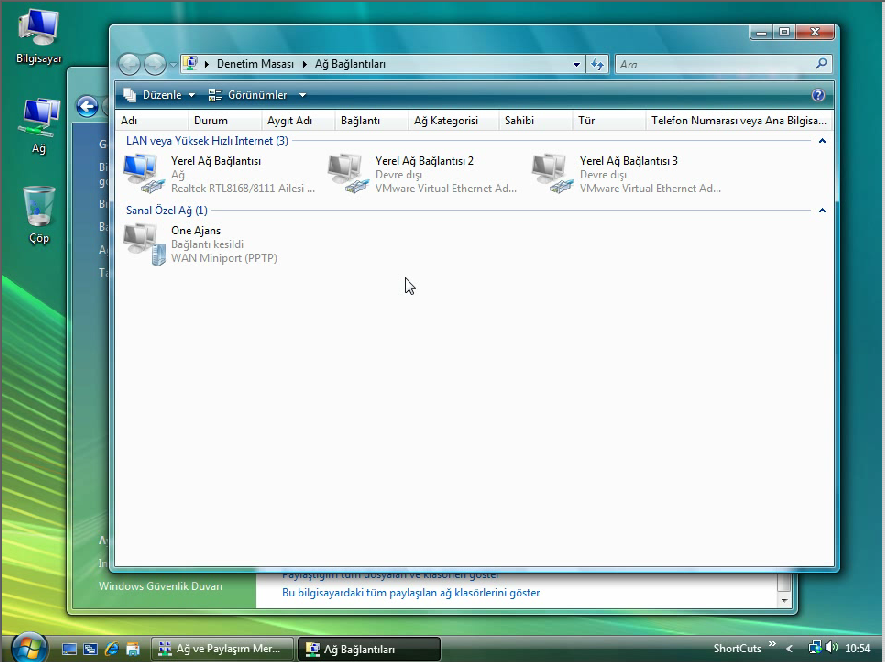 Bilgisayar
Ağ
Çöp
Denetim Masası
Ağ Bağlantıları
Ara
Düzenle
Görünümler
Adı
Durum
Aygıt Adı
Bağlantı
Ağ Kategorisi
Sahibi
Tür
Telefon Numarası veya Ana Bilgisa...
LAN veya Yüksek Hızlı Internet (3)
Yerel Ağ Bağlantısı
Ağ
Realtek RTL8168/8111 Ailesi ...
Yerel Ağ Bağlantısı 2
Devre dışı
VMware Virtual Ethernet Ad...
Yerel Ağ Bağlantısı 3
Devre dışı
VMware Virtual Ethernet Ad...
Sanal Özel Ağ (1)
One Ajans
Bağlantı kesildi
WAN Miniport (PPTP)
Windows Güvenlik Duvarı
Paylaştığım tüm dosyaları ve klasörleri göster
Bu bilgisayardaki tüm paylaşılan ağ klasörlerini göster
Ağ ve Paylaşım Mer...
Ağ Bağlantıları
ShortCuts
10:54